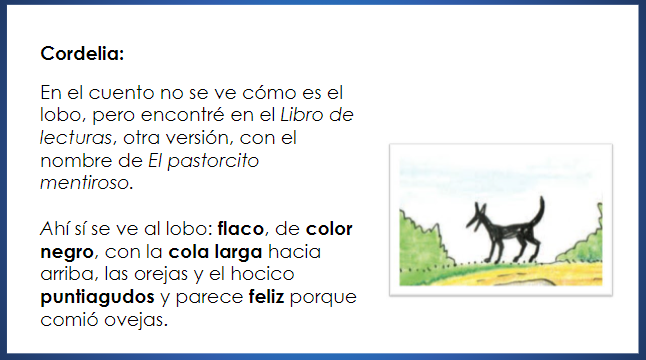 Cordelia:
En el cuento no se ve cómo es el
lobo, pero encontré en el Libro de
lecturas, otra versión, con el
nombre de El pastorcito
mentiroso.
Ahí sí se ve al lobo: flaco, de color
negro, con la cola larga hacia
arriba, las orejas y el hocico
puntiagudos y parece feliz porque
comió ovejas.